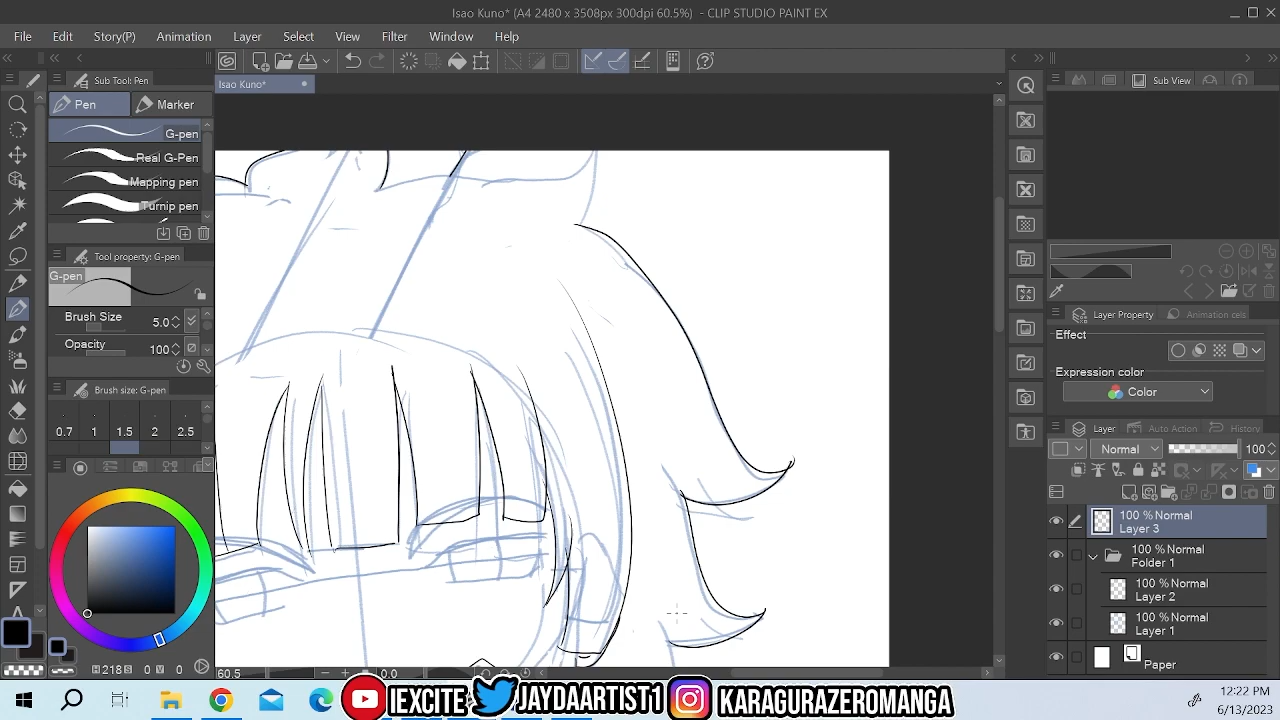 Isao Kuno* (A4 2480 x 3508px 300dpi 60.5%) - CLIP STUDIO PAINT EX
File Edit Story(P) Animation Layer Select View Filter Window Help
Sub Tool Pen
Isao Kuno*
Sub View
Pen Marker
G-pen
Real G-Pen
Mapping pen
Turnip pen
Tool property: G-pen
G-pen
Brush Size 5.0
Opacity 100
Brush size: G-pen
0.7 1 1.5 2 2.5
Layer Property Animation cels
Effect
Expression color
Color
Layer Auto Action History
Normal 100
100 % Normal
Layer 3
100 % Normal
Folder 1
100 % Normal
Layer 2
100 % Normal
Layer 1
Paper
218 S 0 V 0
60.5 0.0
IEXCITE JAYDAARTIST1 KARAGURAZEROMANGA
12:22 PM
2/13/2023